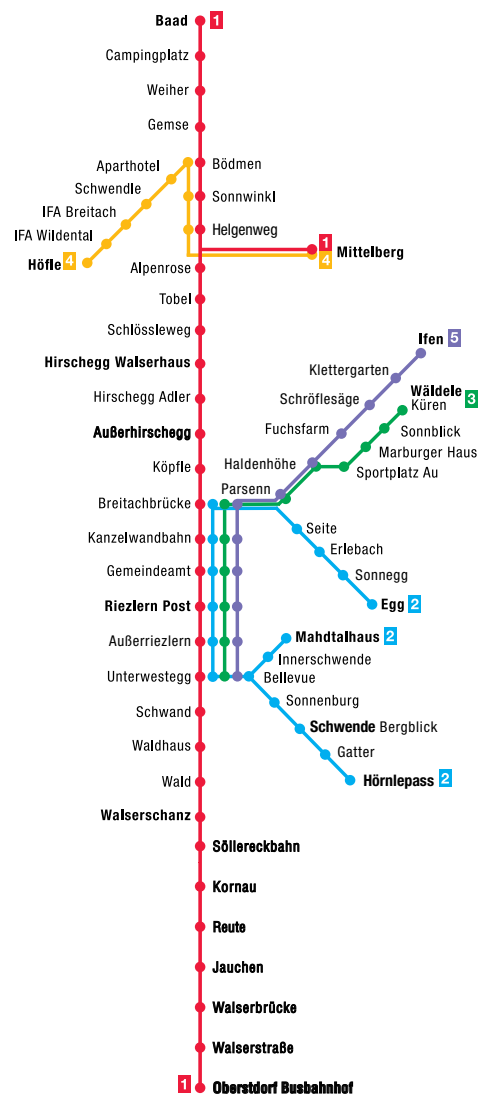 Baad 1
Campingplatz
Weiher
Gemse
Aparthotel
Bödmen
Schwendle
Sonnwinkl
IFA Breitach
IFA Wildental
Helgenweg
Höfle 4
1
4
Mittelberg
Alpenrose
Tobel
Schlössleweg
Ifen 5
Hirschegg Walserhaus
Klettergarten
Hirschegg Adler
Schröflesäge
Wäldele 3
Küren
Außerhirschegg
Fuchsfarm
Sonnblick
Marburger Haus
Köpfle
Haldenhöhe
Sportplatz Au
Parsenn
Breitachbrücke
Seite
Kanzelwandbahn
Erlebach
Gemeindeamt
Sonnegg
Riezlern Post
Egg 2
Außerriezlern
Mahdtalhaus 2
Innerschwende
Unterwestegg
Bellevue
Sonnenburg
Schwand
Schwende Bergblick
Waldhaus
Gatter
Wald
Hörnlepass 2
Walserschanz
Söllereckbahn
Kornau
Reute
Jauchen
Walserbrücke
Walserstraße
1 Oberstdorf Busbahnhof